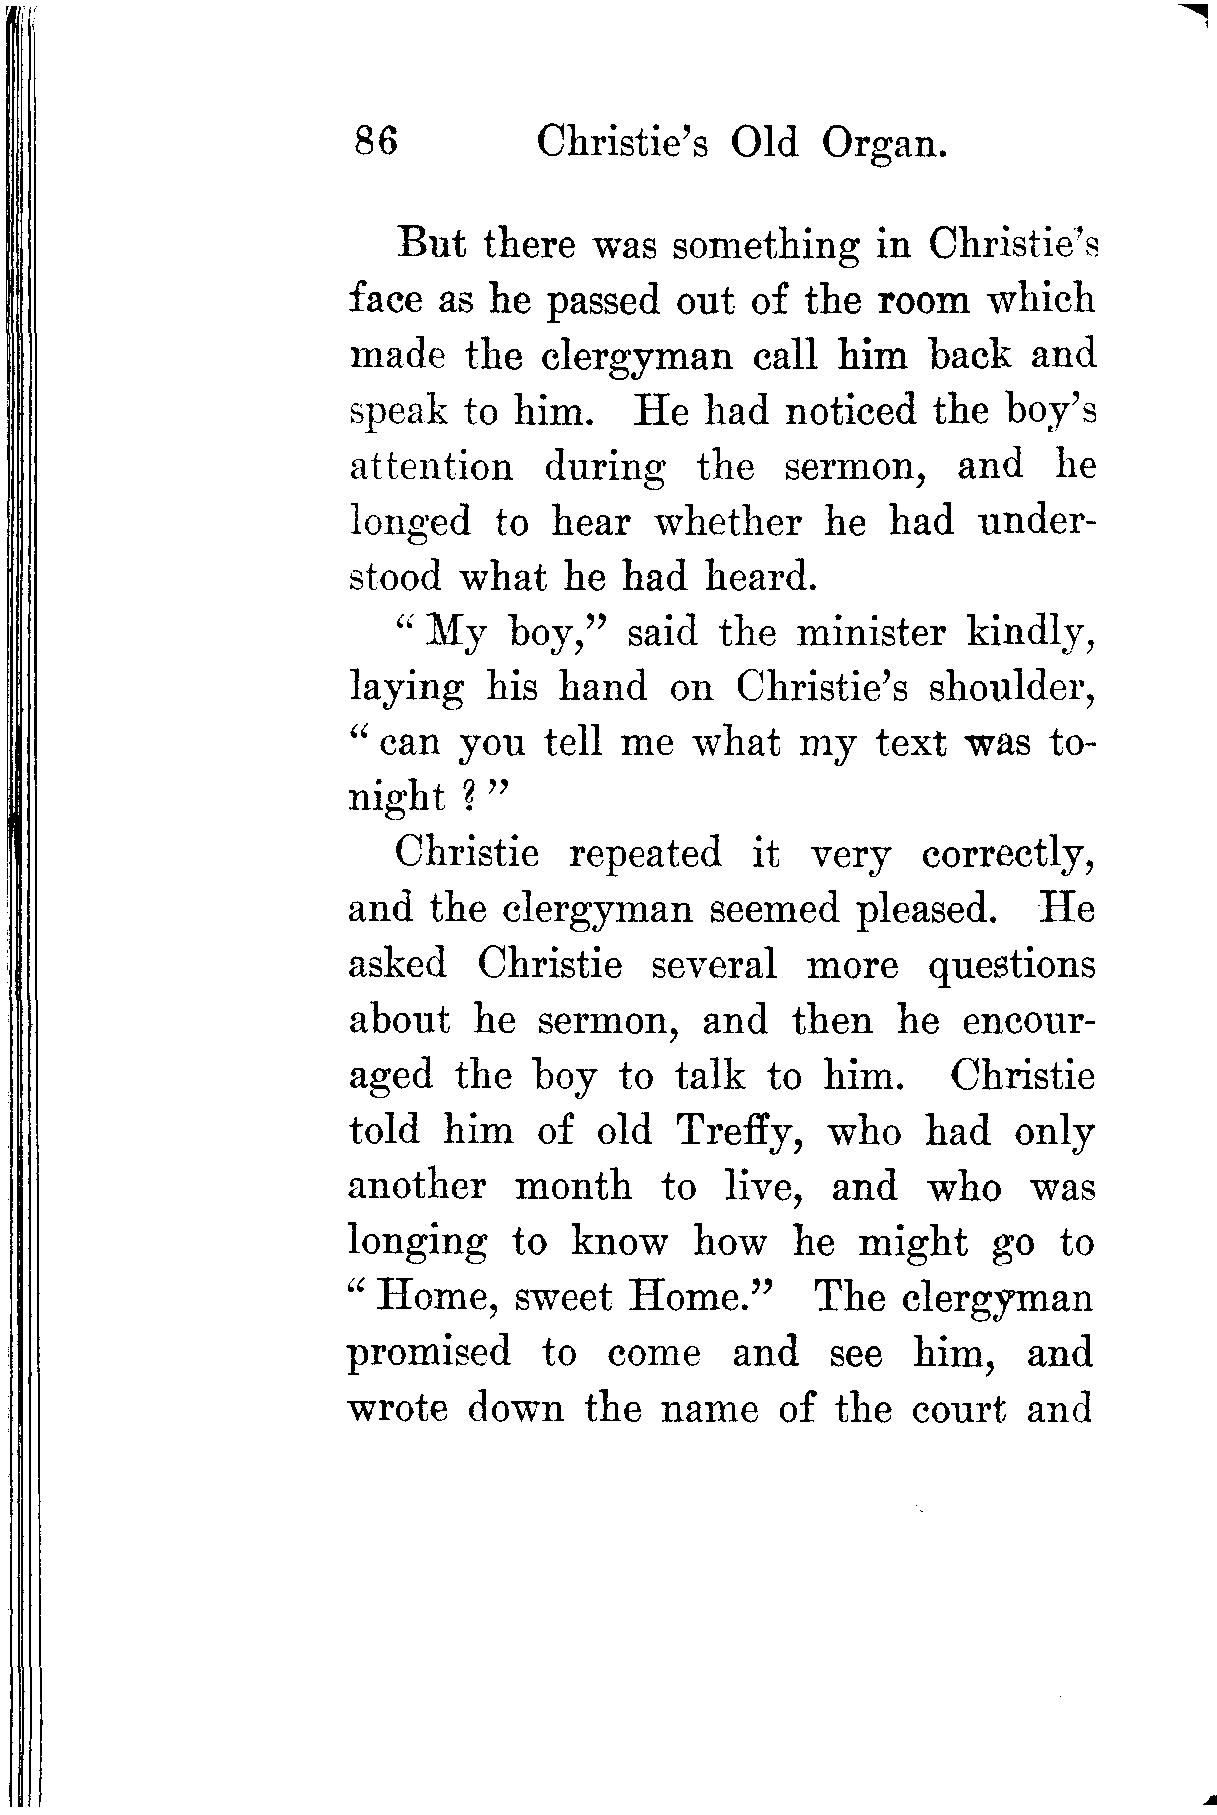 86 Christie's Old Organ.
But there was something in Christie's
face as he passed out of the room which
made the clergyman call him back and
speak to him. He had noticed the boy's
attention during the sermon, and he
longed to hear whether he had under-
stood what he had heard.
“ My boy,” said the minister kindly,
laying his hand on Christie's shoulder,
“ can you tell me what my text was to-
night ? ”
Christie repeated it very correctly,
and the clergyman seemed pleased. He
asked Christie several more questions
about he sermon, and then he encour-
aged the boy to talk to him. Christie
told him of old Treffy, who had only
another month to live, and who was
longing to know how he might go to
“ Home, sweet Home.” The clergyman
promised to come and see him, and
wrote down the name of the court and